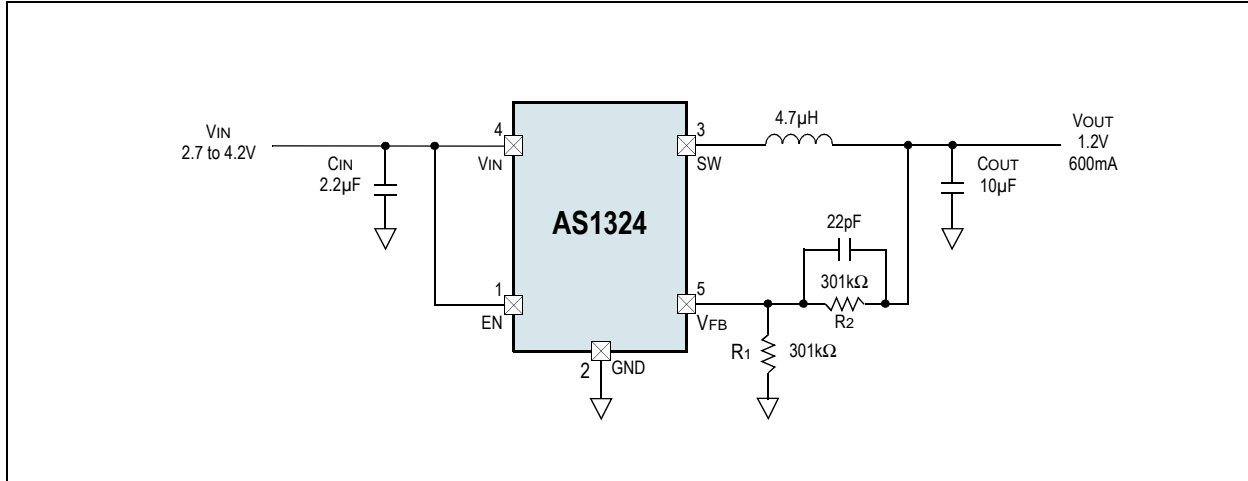 VIN
2.7 to 4.2V
CIN
2.2µF
4
VIN
1
EN
AS1324
2
GND
3
SW
5
VFB
4.7µH
22pF
301kΩ
R2
R1
301kΩ
COUT
10µF
VOUT
1.2V
600mA